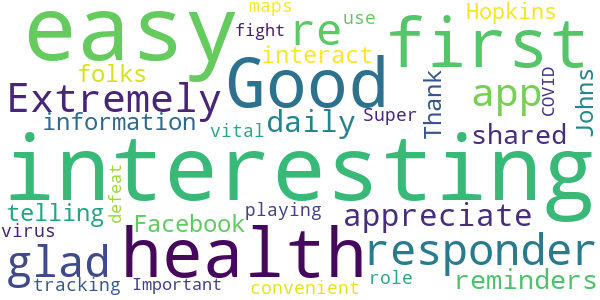 maps
use
Hopkins
easy
re
first
fight
interact
folks
Good
Extremely
app
COVID
Thank
Johns
Super
information
vital
daily
shared
interesting
defeat
telling
playing
appreciate
Facebook
virus
health
responder
glad
role
reminders
tracking
Important
convenient